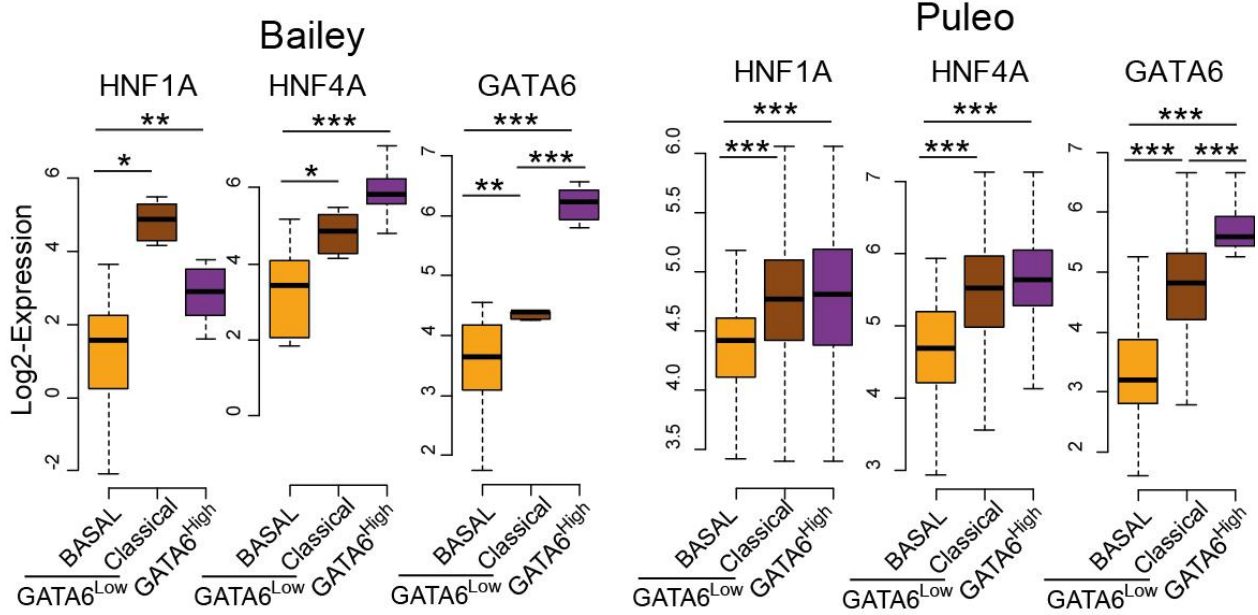 Bailey
Puleo
HNF1A
HNF4A
GATA6
HNF1A
HNF4A
GATA6
**
*
***
*
***
***
**
***
***
***
***
***
***
***
Log2-Expression
6
4
2
0
-2
6
4
2
0
7
6
5
4
3
2
6.0
5.5
5.0
4.5
4.0
3.5
7
6
5
4
3
7
6
5
4
3
2
BASAL
Classical
GATA6High
GATA6Low
BASAL
Classical
GATA6High
GATA6Low
BASAL
Classical
GATA6High
GATA6Low
BASAL
Classical
GATA6High
GATA6Low
BASAL
Classical
GATA6High
GATA6Low
BASAL
Classical
GATA6High
GATA6Low